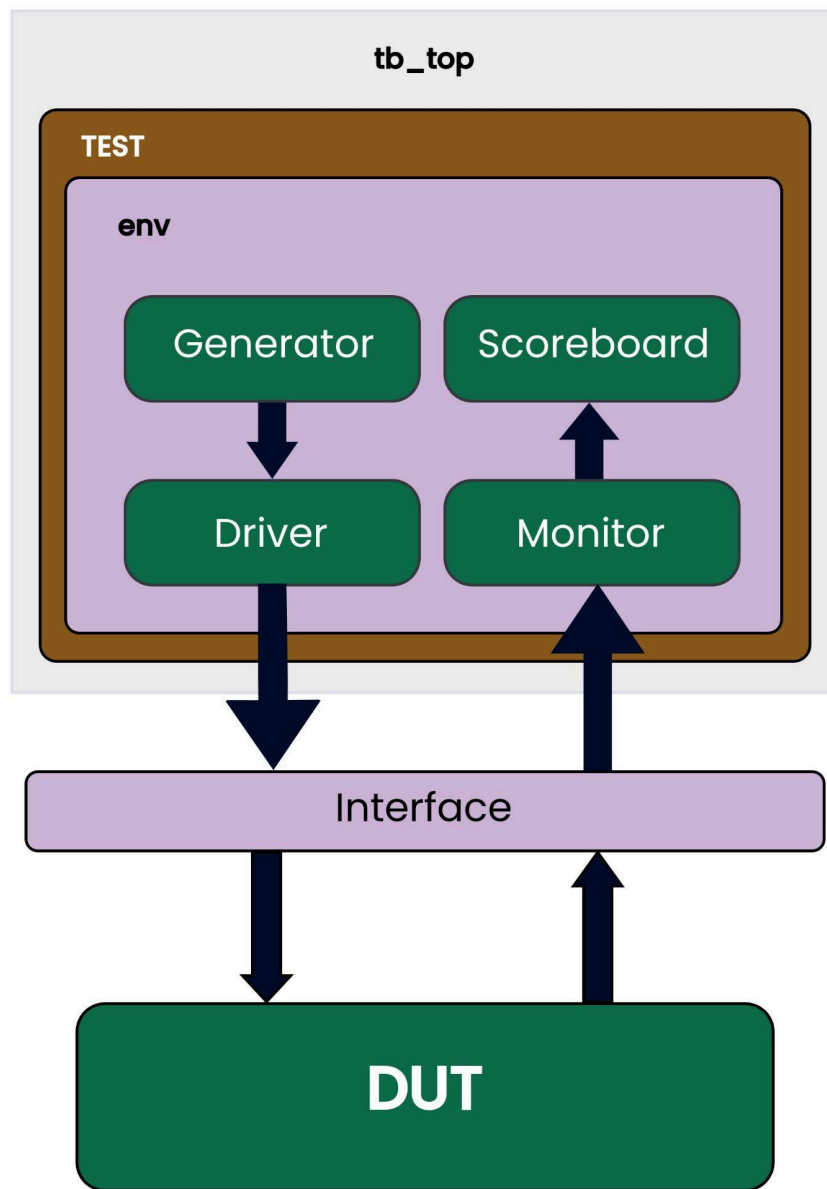 tb_top
TEST
env
Generator
Scoreboard
Driver
Monitor
Interface
DUT